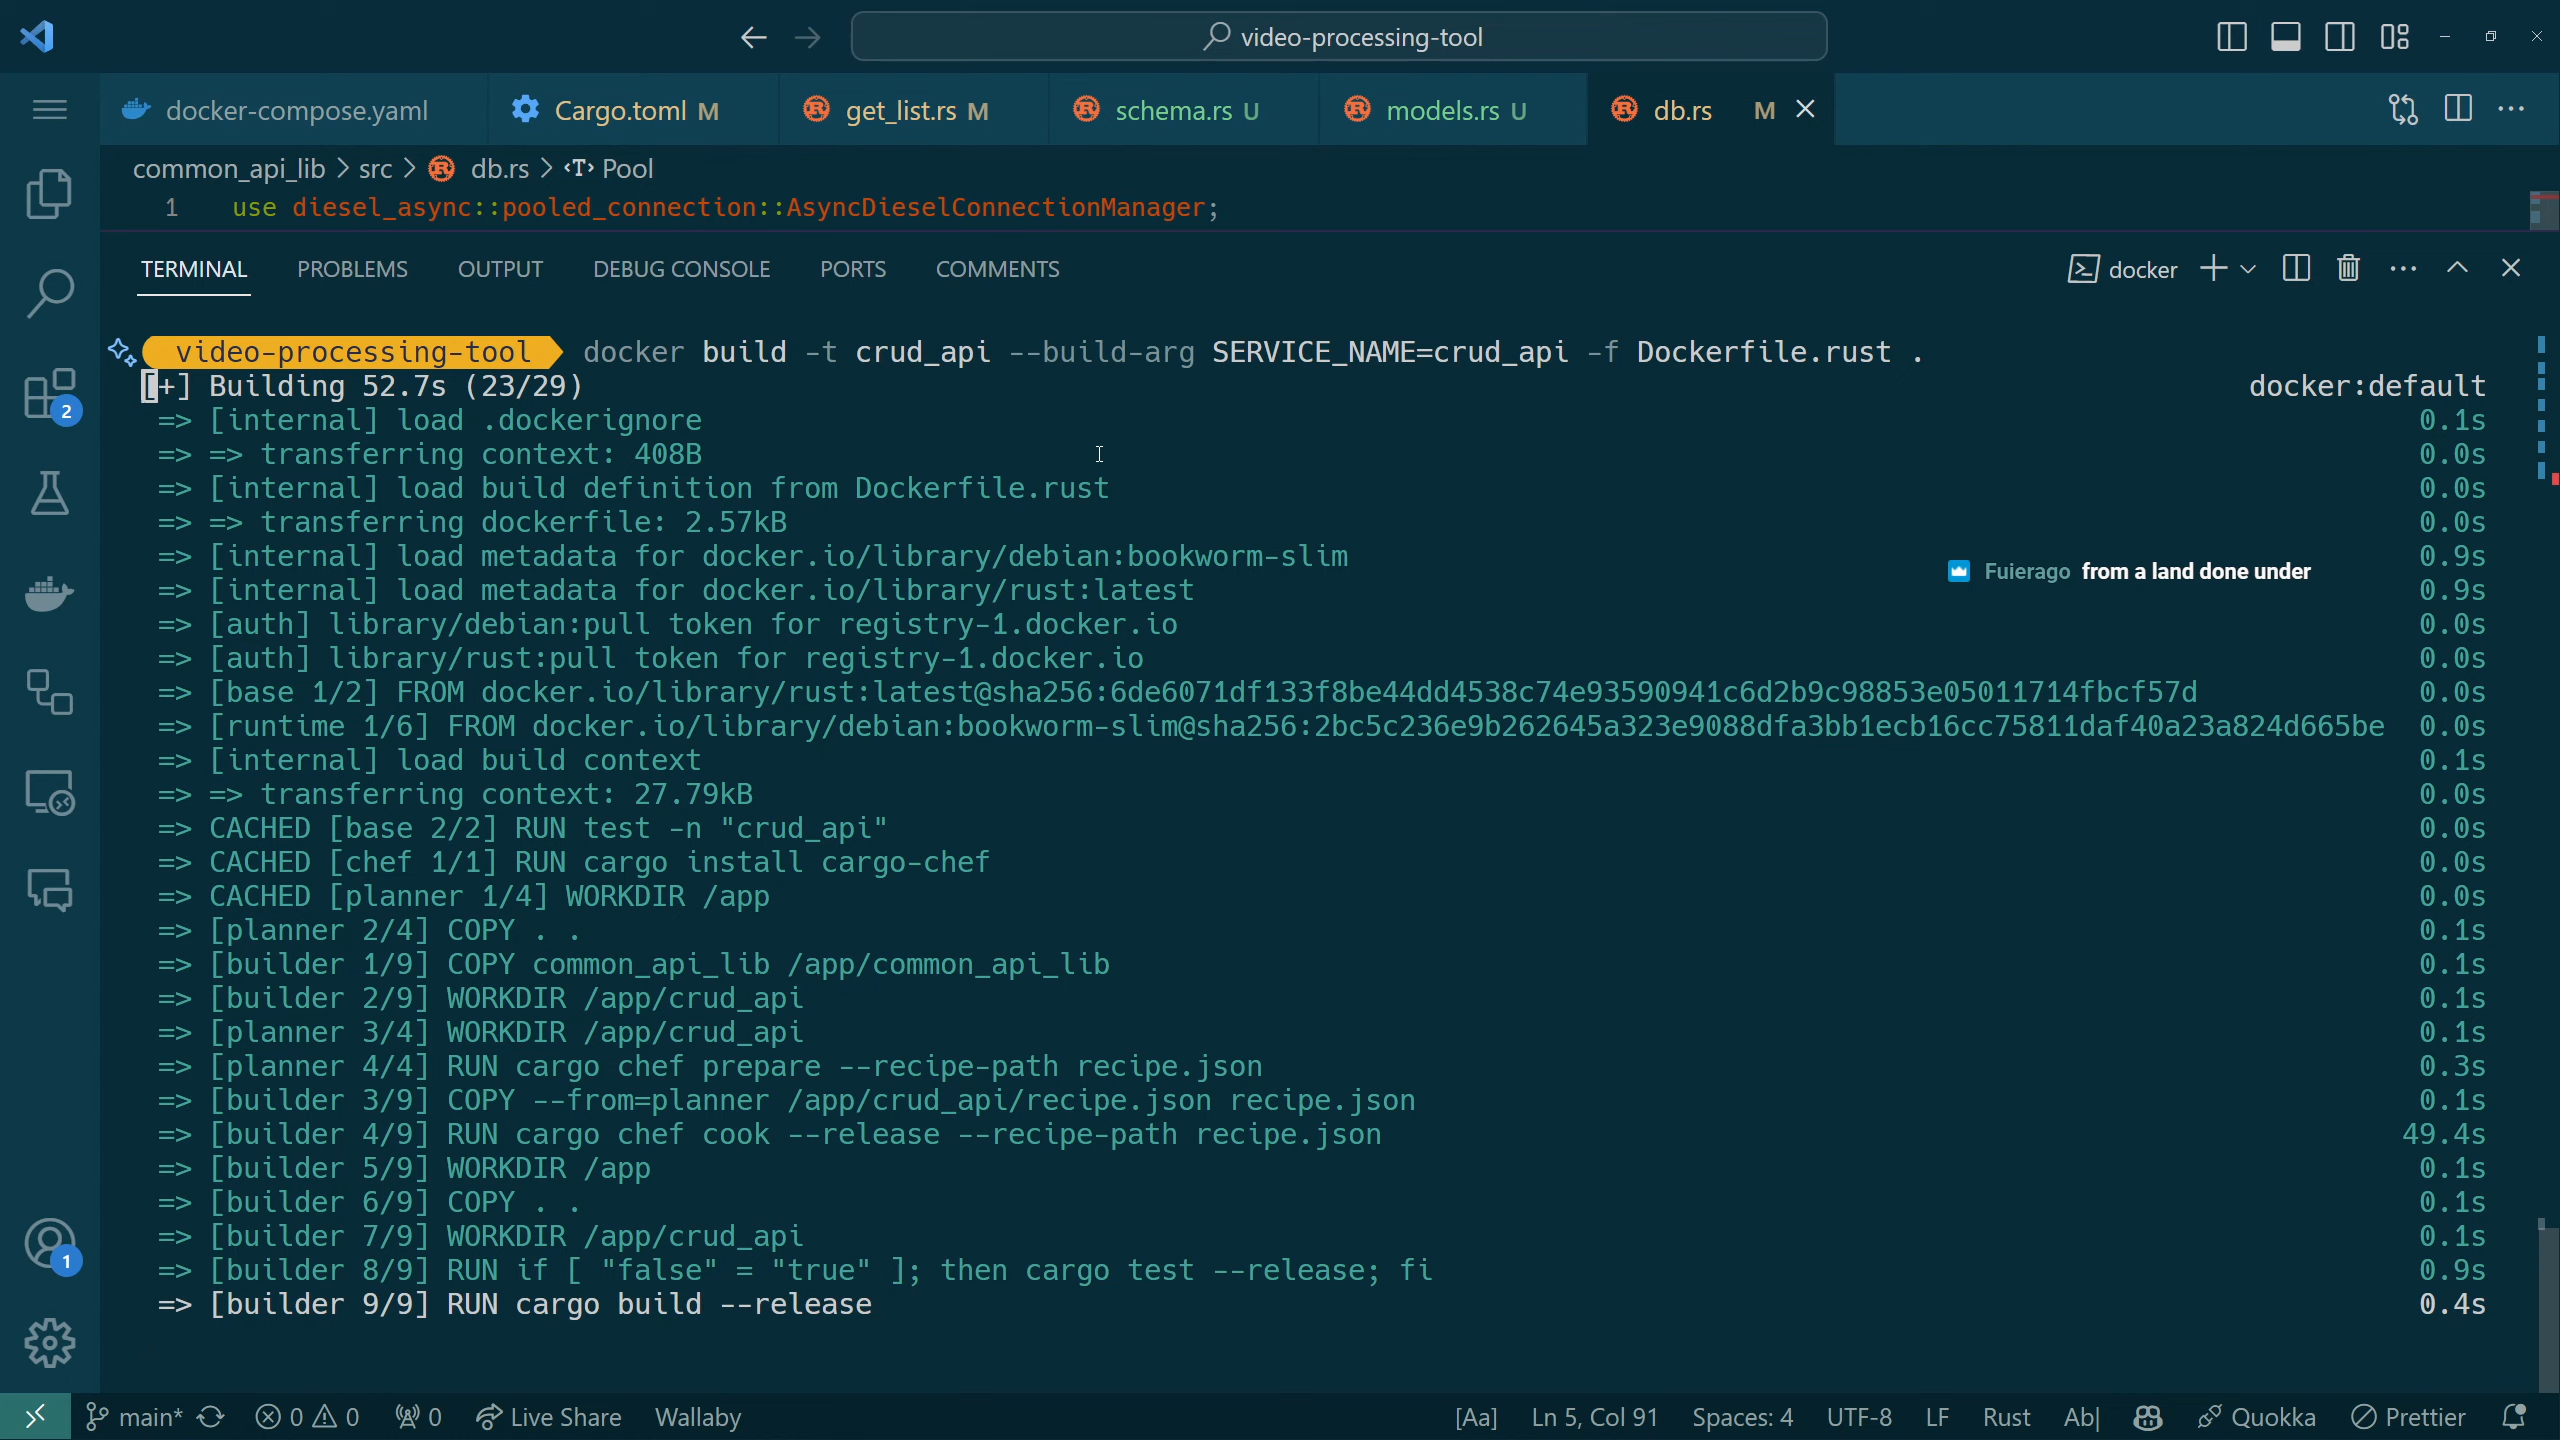 video-processing-tool
docker-compose.yaml
Cargo.toml M
get_list.rs M
schema.rs U
models.rs U
db.rs M
common_api_lib > src > db.rs > <T> Pool
1 use diesel_async::pooled_connection::AsyncDieselConnectionManager;
TERMINAL PROBLEMS OUTPUT DEBUG CONSOLE PORTS COMMENTS
docker
video-processing-tool docker build -t crud_api --build-arg SERVICE_NAME=crud_api -f Dockerfile.rust .
[+] Building 52.7s (23/29) docker:default
=> [internal] load .dockerignore 0.1s
=> => transferring context: 408B 0.0s
=> [internal] load build definition from Dockerfile.rust 0.0s
=> => transferring dockerfile: 2.57kB 0.0s
=> [internal] load metadata for docker.io/library/debian:bookworm-slim 0.9s
Fuierago from a land done under
=> [internal] load metadata for docker.io/library/rust:latest 0.9s
=> [auth] library/debian:pull token for registry-1.docker.io 0.0s
=> [auth] library/rust:pull token for registry-1.docker.io 0.0s
=> [base 1/2] FROM docker.io/library/rust:latest@sha256:6de6071df133f8be44dd4538c74e93590941c6d2b9c98853e05011714fbcf57d 0.0s
=> [runtime 1/6] FROM docker.io/library/debian:bookworm-slim@sha256:2bc5c236e9b262645a323e9088dfa3bb1ecb16cc75811daf40a23a824d665be 0.0s
=> [internal] load build context 0.1s
=> => transferring context: 27.79kB 0.0s
=> CACHED [base 2/2] RUN test -n "crud_api" 0.0s
=> CACHED [chef 1/1] RUN cargo install cargo-chef 0.0s
=> CACHED [planner 1/4] WORKDIR /app 0.0s
=> [planner 2/4] COPY . . 0.1s
=> [builder 1/9] COPY common_api_lib /app/common_api_lib 0.1s
=> [builder 2/9] WORKDIR /app/crud_api 0.1s
=> [planner 3/4] WORKDIR /app/crud_api 0.1s
=> [planner 4/4] RUN cargo chef prepare --recipe-path recipe.json 0.3s
=> [builder 3/9] COPY --from=planner /app/crud_api/recipe.json recipe.json 0.1s
=> [builder 4/9] RUN cargo chef cook --release --recipe-path recipe.json 49.4s
=> [builder 5/9] WORKDIR /app 0.1s
=> [builder 6/9] COPY . . 0.1s
=> [builder 7/9] WORKDIR /app/crud_api 0.1s
=> [builder 8/9] RUN if [ "false" = "true" ]; then cargo test --release; fi 0.9s
=> [builder 9/9] RUN cargo build --release 0.4s
2
1
main* 0 0 0 Live Share Wallaby [Aa] Ln 5, Col 91 Spaces: 4 UTF-8 LF Rust Ab| Quokka Prettier